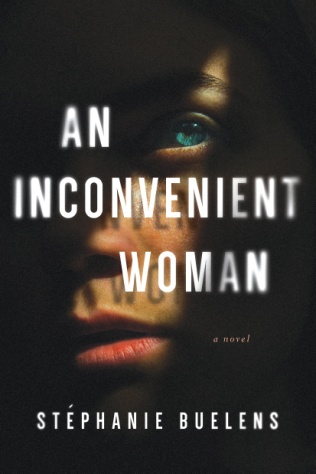 AN
INCONVENIENT
WOMAN
a novel
STÉPHANIE BUELENS